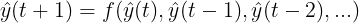 ŷ(t + 1) = f(ŷ(t), ŷ(t − 1), ŷ(t − 2), ...)